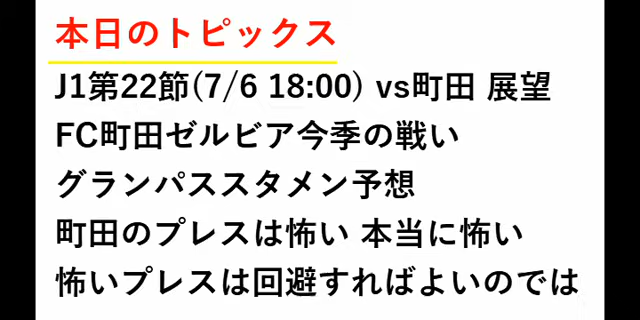 本日のトピックス
J1第22節(7/6 18:00) vs町田 展望
FC町田ゼルビア今季の戦い
グランパススタメン予想
町田のプレスは怖い 本当に怖い
怖いプレスは回避すればよいのでは